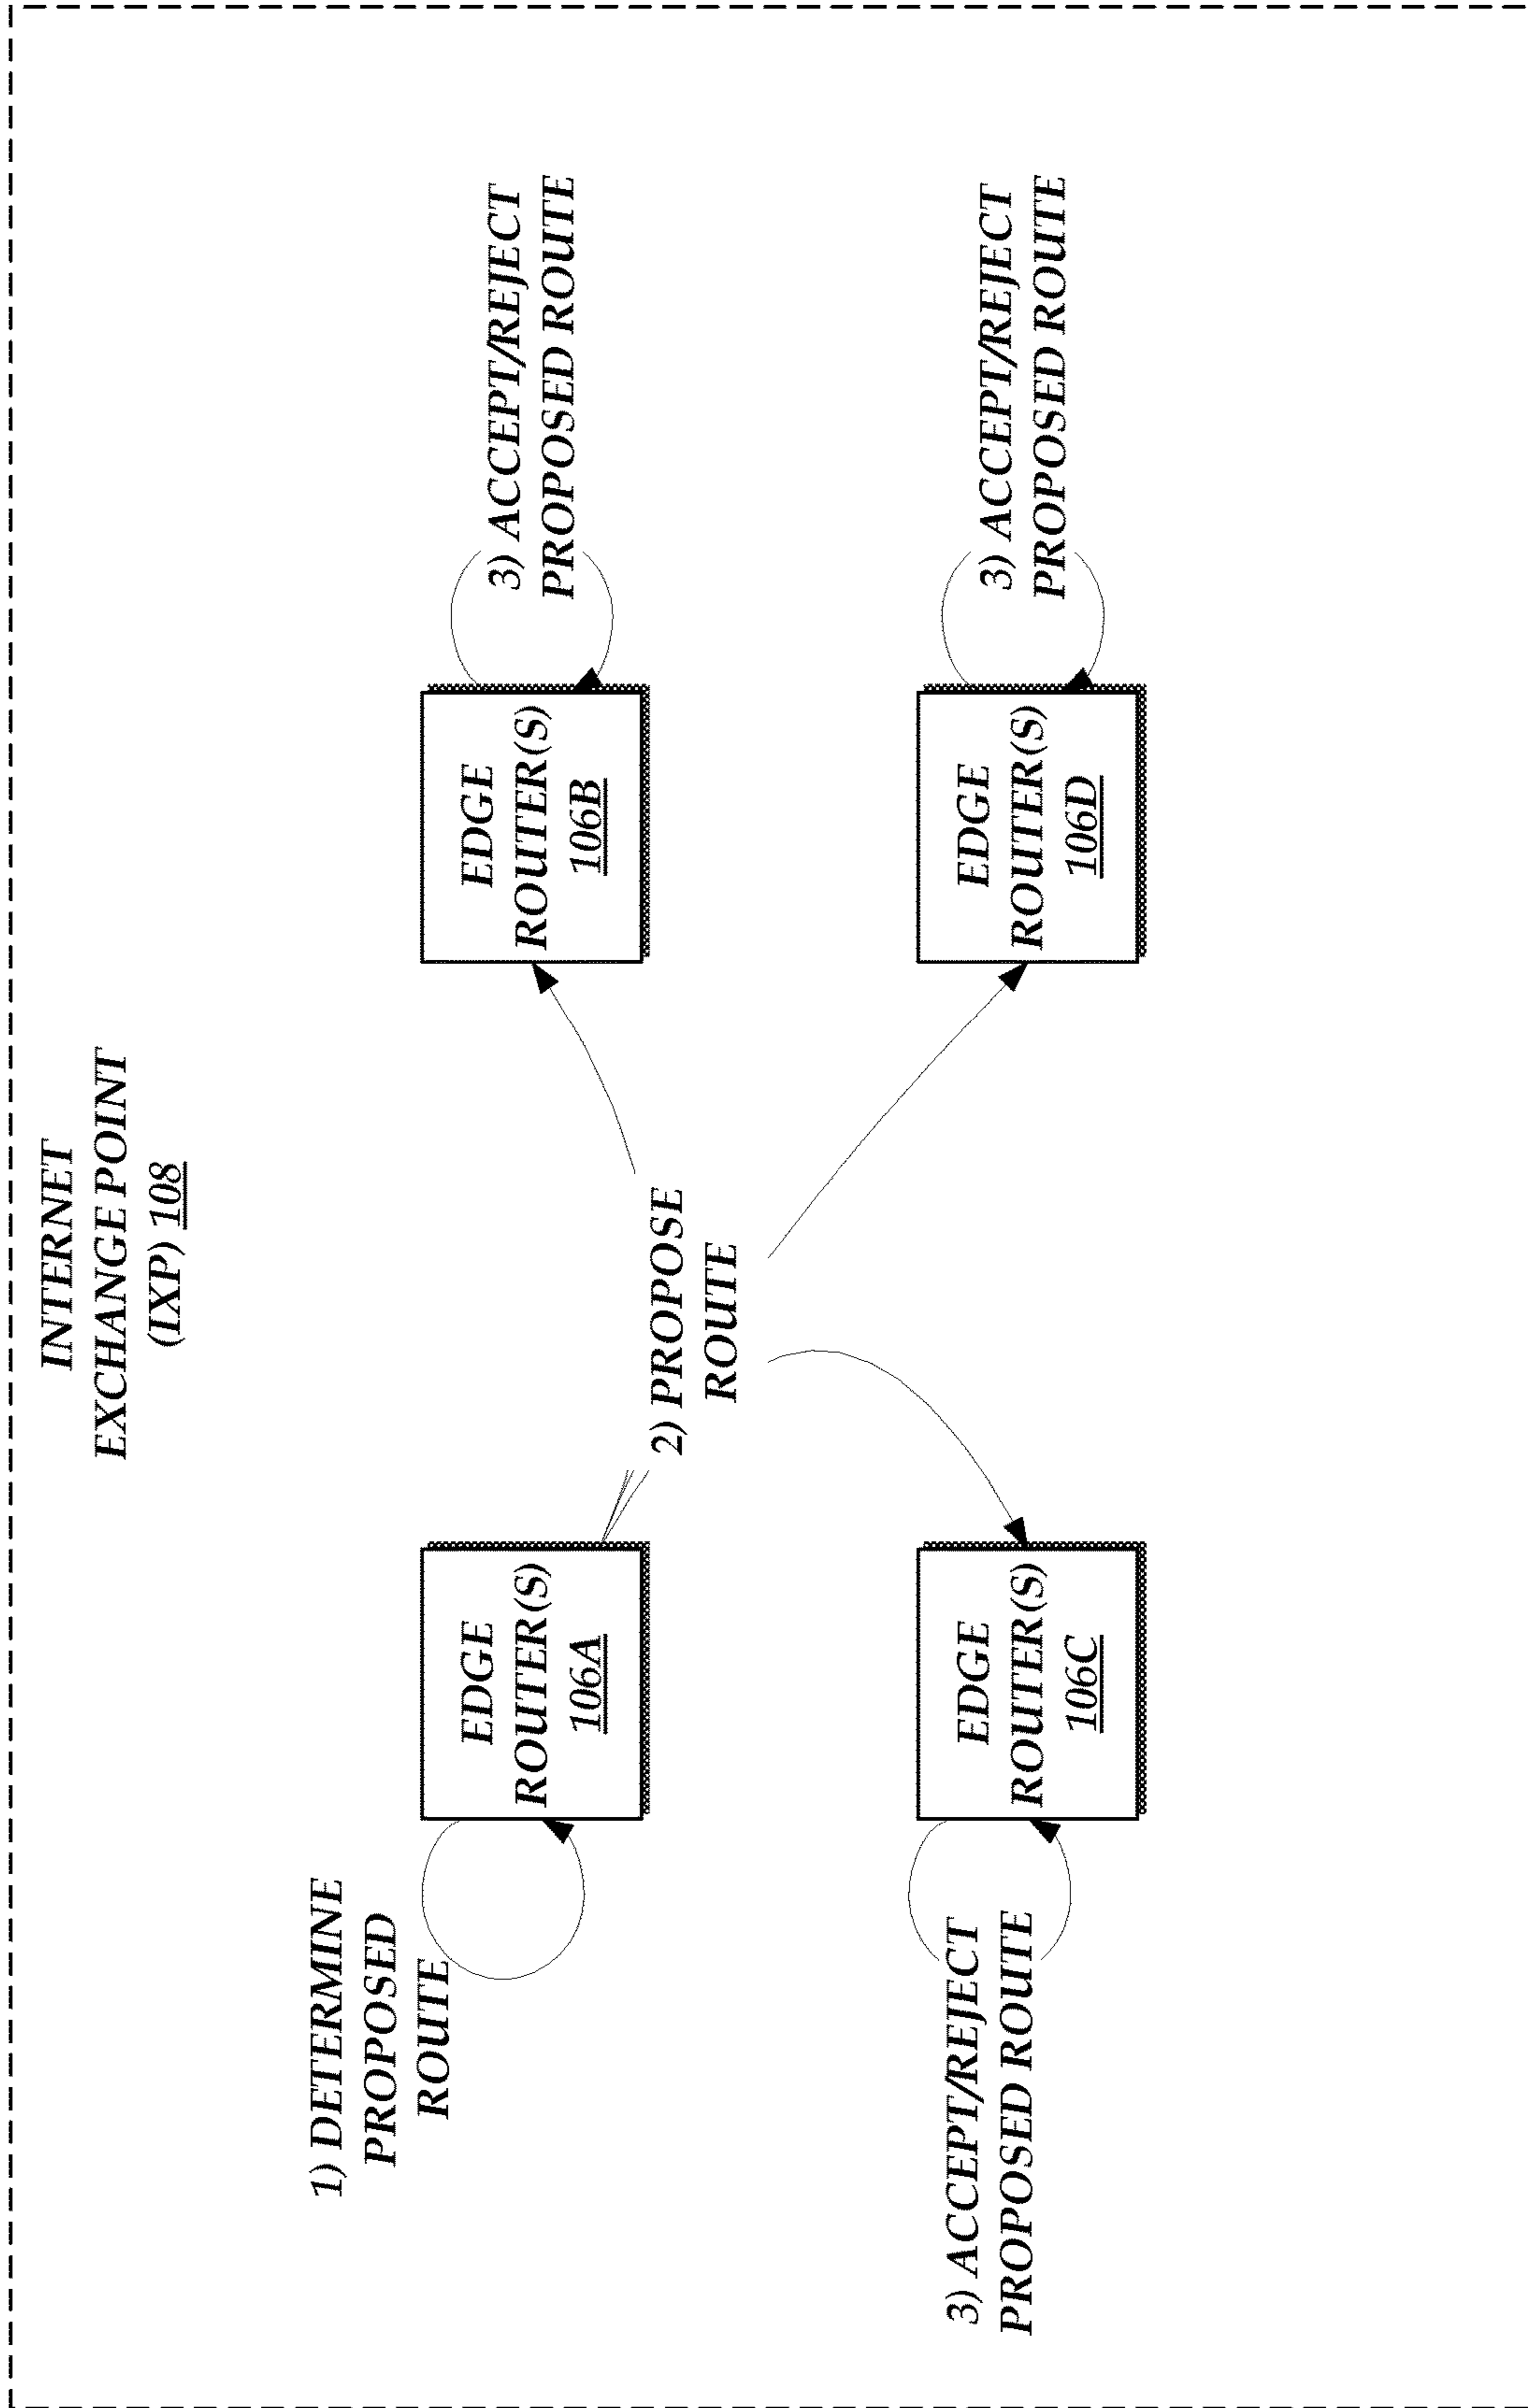 INTERNET
EXCHANGE POINT
(IXP) 108
1) DETERMINE
PROPOSED
ROUTE
EDGE
ROUTER(S)
106A
2) PROPOSE
ROUTE
EDGE
ROUTER(S)
106B
3) ACCEPT/REJECT
PROPOSED ROUTE
3) ACCEPT/REJECT
PROPOSED ROUTE
EDGE
ROUTER(S)
106C
EDGE
ROUTER(S)
106D
3) ACCEPT/REJECT
PROPOSED ROUTE